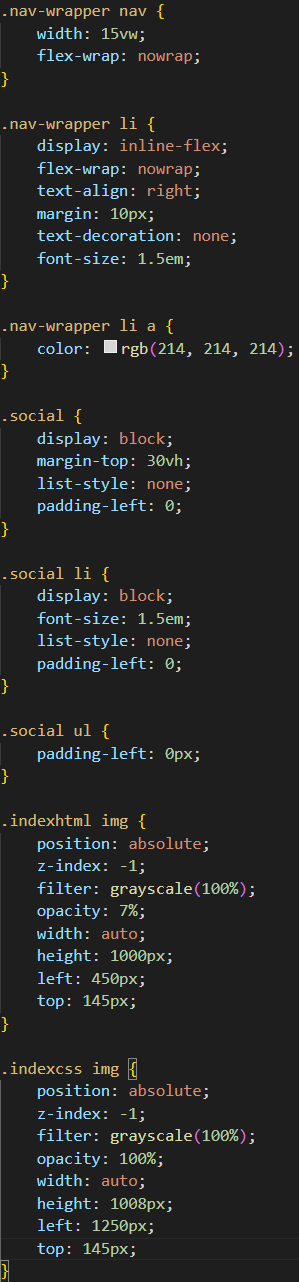 .nav-wrapper nav {
    width: 15vw;
    flex-wrap: nowrap;
}

.nav-wrapper li {
    display: inline-flex;
    flex-wrap: nowrap;
    text-align: right;
    margin: 10px;
    text-decoration: none;
    font-size: 1.5em;
}

.nav-wrapper li a {
    color: rgb(214, 214, 214);
}

.social {
    display: block;
    margin-top: 30vh;
    list-style: none;
    padding-left: 0;
}

.social li {
    display: block;
    font-size: 1.5em;
    list-style: none;
    padding-left: 0;
}

.social ul {
    padding-left: 0px;
}

.indexhtml img {
    position: absolute;
    z-index: -1;
    filter: grayscale(100%);
    opacity: 7%;
    width: auto;
    height: 1000px;
    left: 450px;
    top: 145px;
}

.indexcss img {
    position: absolute;
    z-index: -1;
    filter: grayscale(100%);
    opacity: 100%;
    width: auto;
    height: 1008px;
    left: 1250px;
    top: 145px;
}